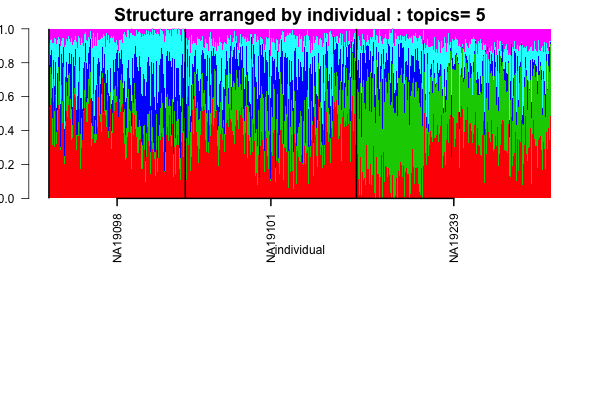 Structure arranged by individual : topics= 5
1.0
0.8
0.6
0.4
0.2
0.0
NA19098
NA19101
NA19239
individual